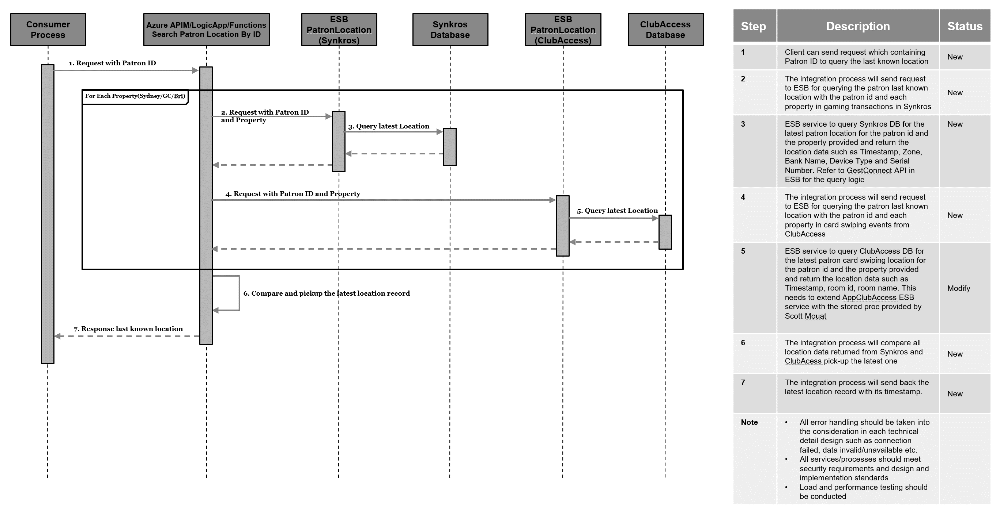 Consumer
Process
Azure APIM/LogicApp/Functions
Search Patron Location By ID
ESB
PatronLocation
(Synkros)
Synkros
Database
ESB
PatronLocation
(ClubAccess)
ClubAccess
Database
1. Request with Patron ID
For Each Property(Sydney/GC/Bri)
2. Request with Patron ID
and Property
3. Query latest Location
4. Request with Patron ID and Property
5. Query latest Location
6. Compare and pickup the latest location record
7. Response last known location
Step Description Status
1 Client can send request which containing
Patron ID to query the last known location
New
2 The integration process will send request
to ESB for querying the patron last known
location with the patron id and each
property in gaming transactions in Synkros
New
3 ESB service to query Synkros DB for the New
latest patron location for the patron id and
the property provided and return the
location data such as Timestamp, Zone,
Bank Name, Device Type and Serial
Number. Refer to GestConnect API in
ESB for the query logic
4 The integration process will send request
to ESB for querying the patron last known
location with the patron id and each
property in card swiping events from
ClubAccess
New
5 ESB service to query ClubAccess DB for
the latest patron card swiping location for
the patron id and the property provided
and return the location data such as
Timestamp, room id, room name. This
needs to extend AppClubAccess ESB
service with the stored proc provided by
Scott Mouat
Modify
6 The integration process will compare all
location data returned from Synkros and
ClubAcess pick-up the latest one
New
7 The integration process will send back the
latest location record with its timestamp.
New
Note • All error handling should be taken into
the consideration in each technical
detail design such as connection
failed, data invalid/unavailable etc.
• All services/processes should meet
security requirements and design and
implementation standards
• Load and performance testing should
be conducted